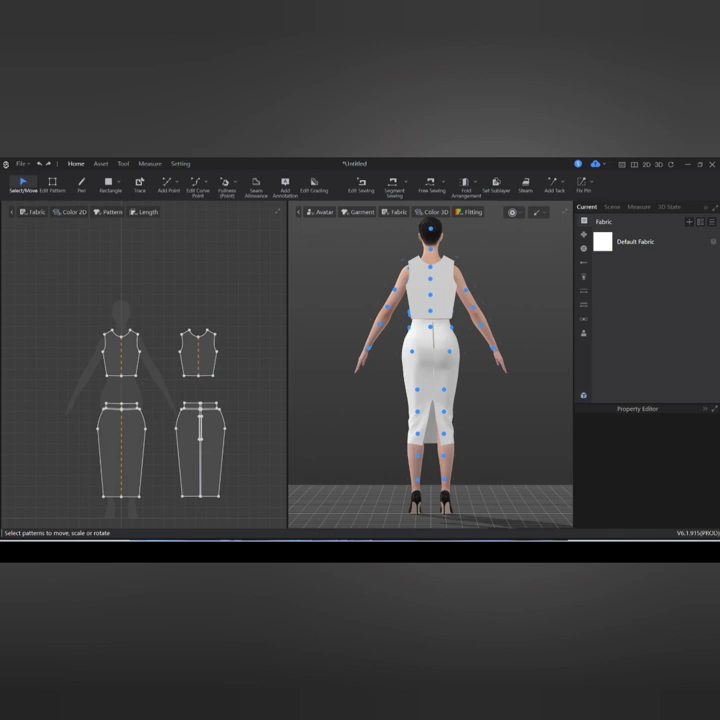 File Home Asset Tool Measure Setting *Untitled 2D 3D
Select/Move Edit Pattern Pen Rectangle Trace Add Point Edit Curve Point Fullness (Point) Seam Allowance Add Annotation Edit Grading Edit Sewing Segment Sewing Free Sewing Fold Arrangement Set Sublayer Steam Add Tack Fix Pin
Fabric Color 2D Pattern Length Avatar Garment Fabric Color 3D Fitting
Current Scene Measure 3D State
Fabric
Default Fabric
Property Editor
Select patterns to move, scale or rotate V6.1.915(PROD)